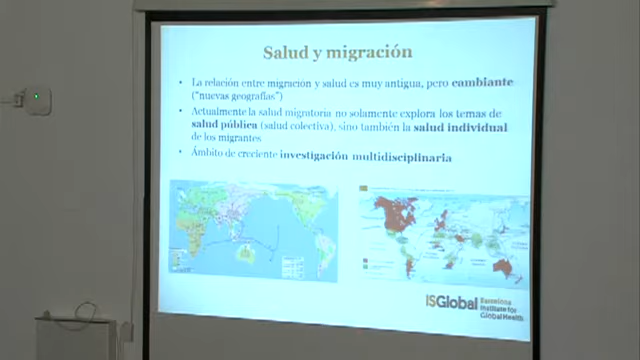 Salud y migración
• La relación entre migración y salud es muy antigua, pero cambiante
("nuevas geografías")
• Actualmente la salud migratoria no solamente explora los temas de
salud pública (salud colectiva), sino también la salud individual
de los migrantes
• Ámbito de creciente investigación multidisciplinaria
ISGlobal Barcelona
Institute for
Global Health